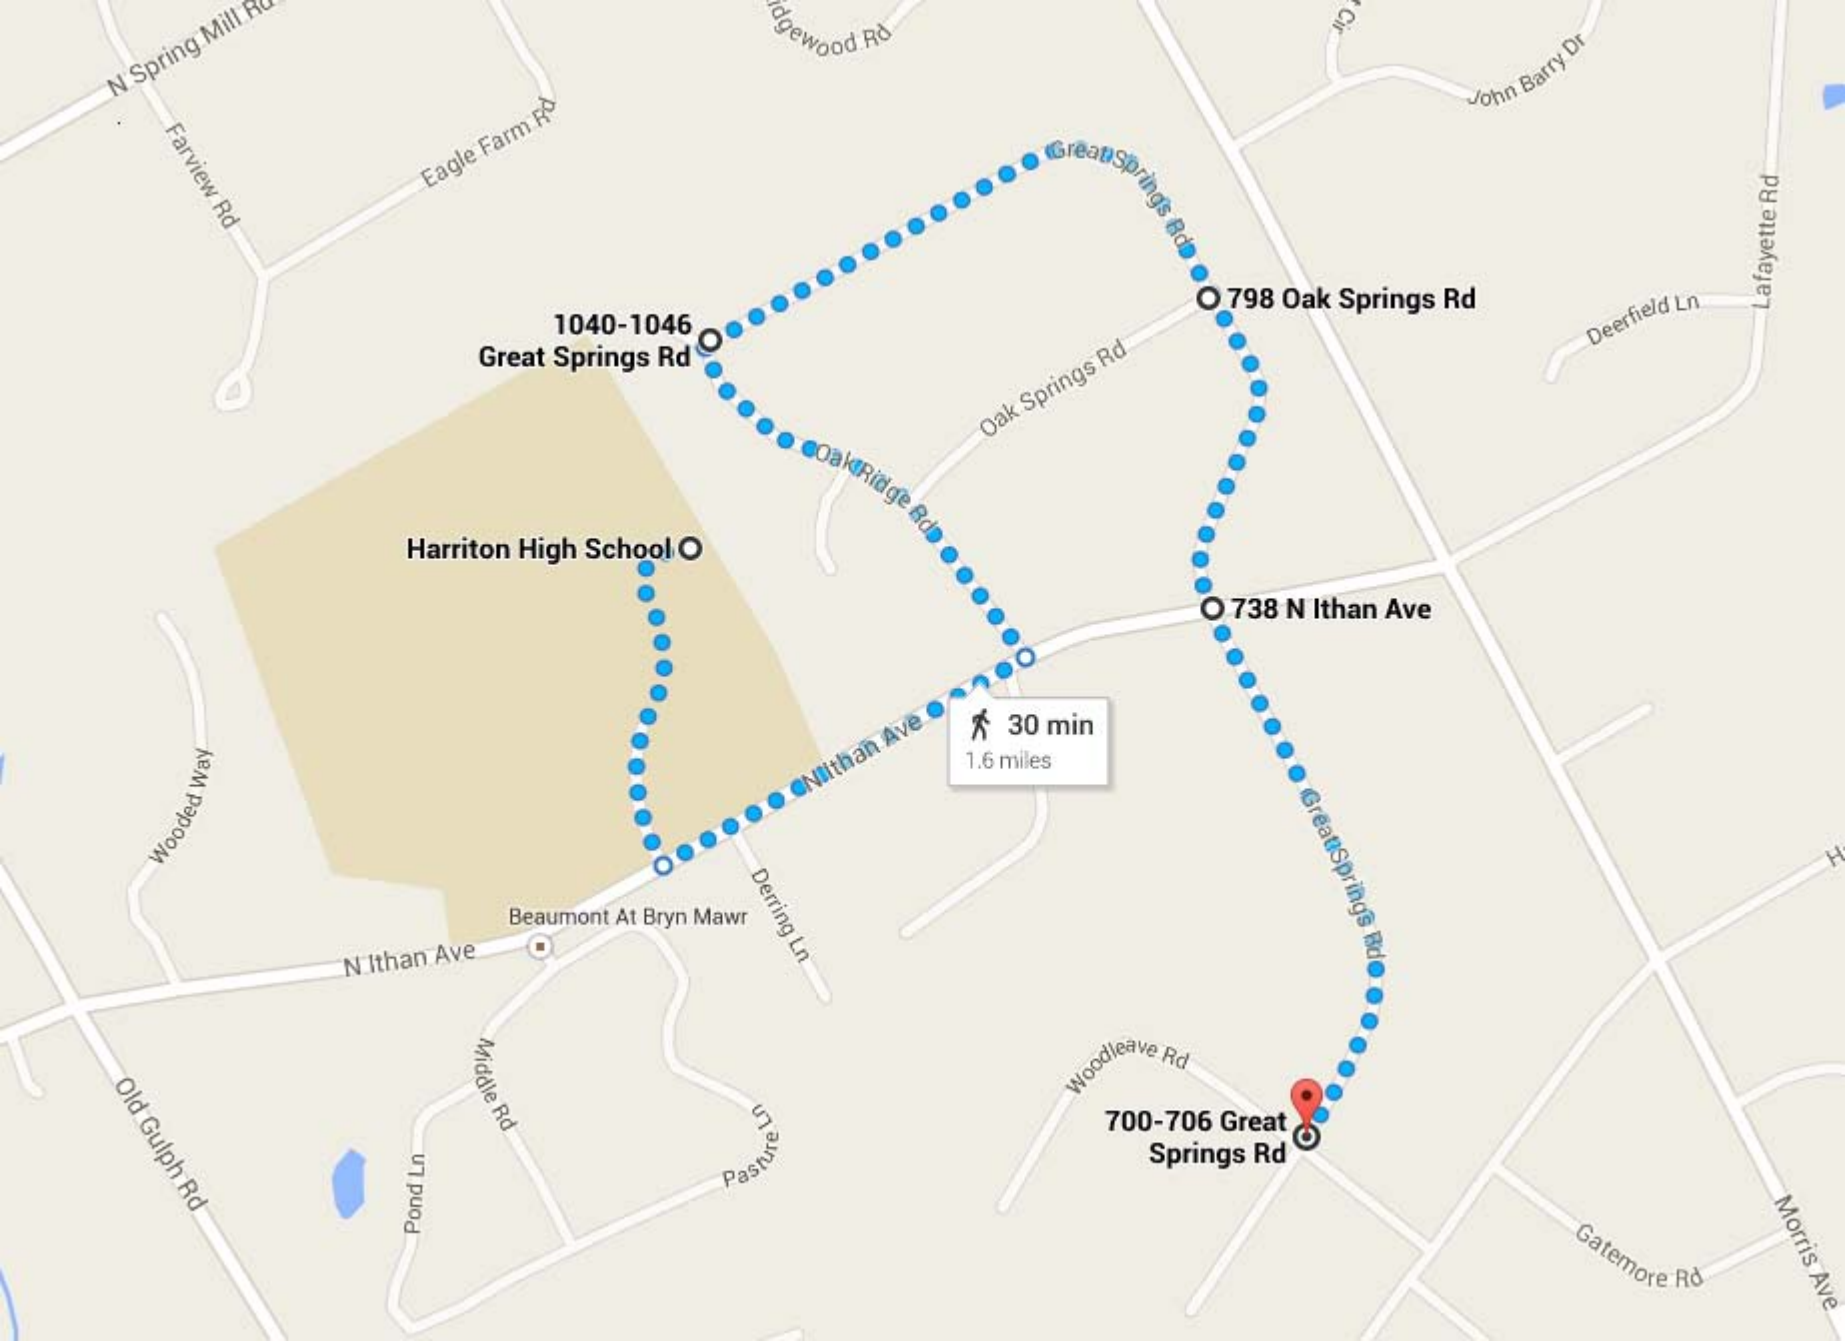 N Spring Mill Rd
Farview Rd
Eagle Farm Rd
John Barry Dr
Great Springs Rd
798 Oak Springs Rd
Lafayette Rd
Deerfield Ln
1040-1046
Great Springs Rd
Oak Springs Rd
Oak Ridge Rd
Harriton High School
738 N Ithan Ave
30 min
1.6 miles
N Ithan Ave
Wooded Way
Great Springs Rd
Derring Ln
Beaumont At Bryn Mawr
N Ithan Ave
Middle Rd
Old Gulph Rd
Pond Ln
Pasture Ln
Woodleave Rd
700-706 Great
Springs Rd
Gatemore Rd
Morris Ave